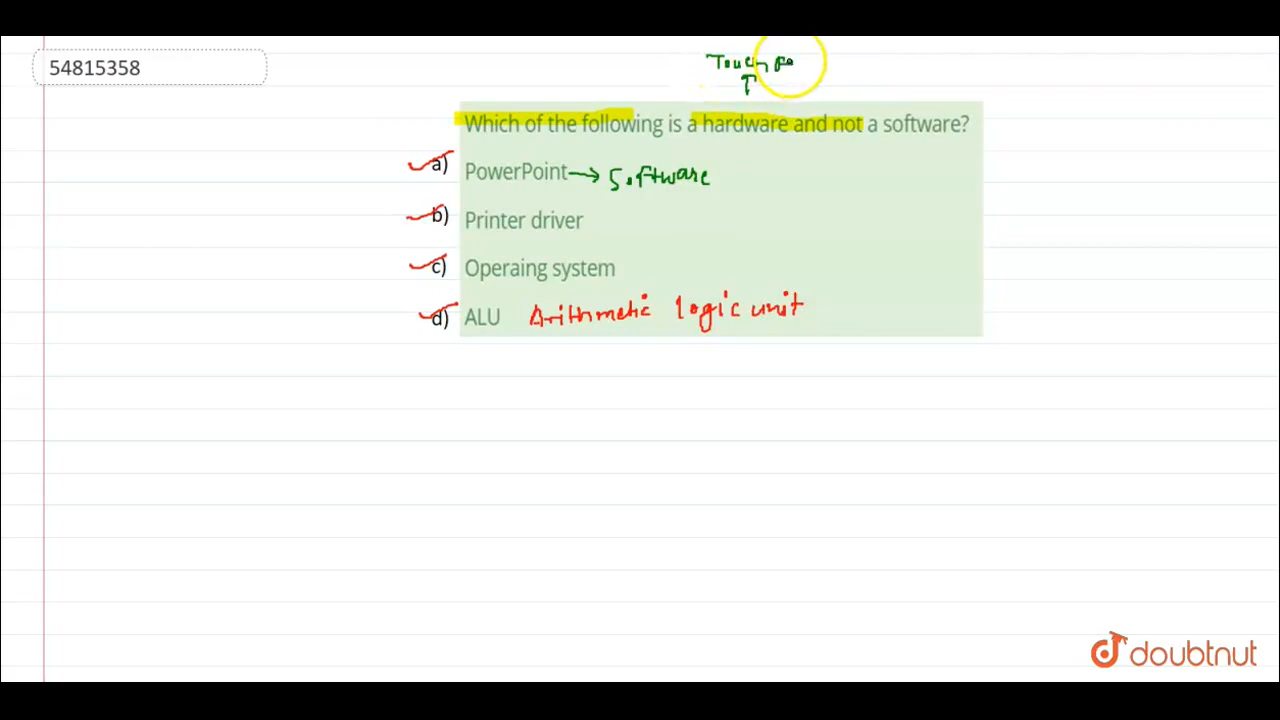 54815358
Touch
Which of the following is a hardware and not a software?
a) PowerPoint → Software
b) Printer driver
c) Operaing system
d) ALU Arithmetic logic unit
doubtnut